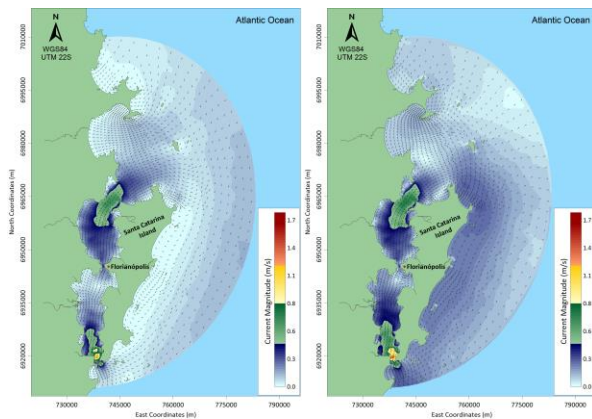 Atlantic Ocean
N
WGS84
UTM 22S
7010000
6995000
6980000
6965000
6950000
6935000
6920000
North Coordinates (m)
Santa Catarina
Island
Florianópolis
Current Magnitude (m/s)
1.7
1.4
1.1
0.8
0.6
0.3
0.0
730000 745000 760000 775000 790000
East Coordinates (m)
Atlantic Ocean
N
WGS84
UTM 22S
7010000
6995000
6980000
6965000
6950000
6935000
6920000
North Coordinates (m)
Santa Catarina
Island
Florianópolis
Current Magnitude (m/s)
1.7
1.4
1.1
0.8
0.6
0.3
0.0
730000 745000 760000 775000 790000
East Coordinates (m)